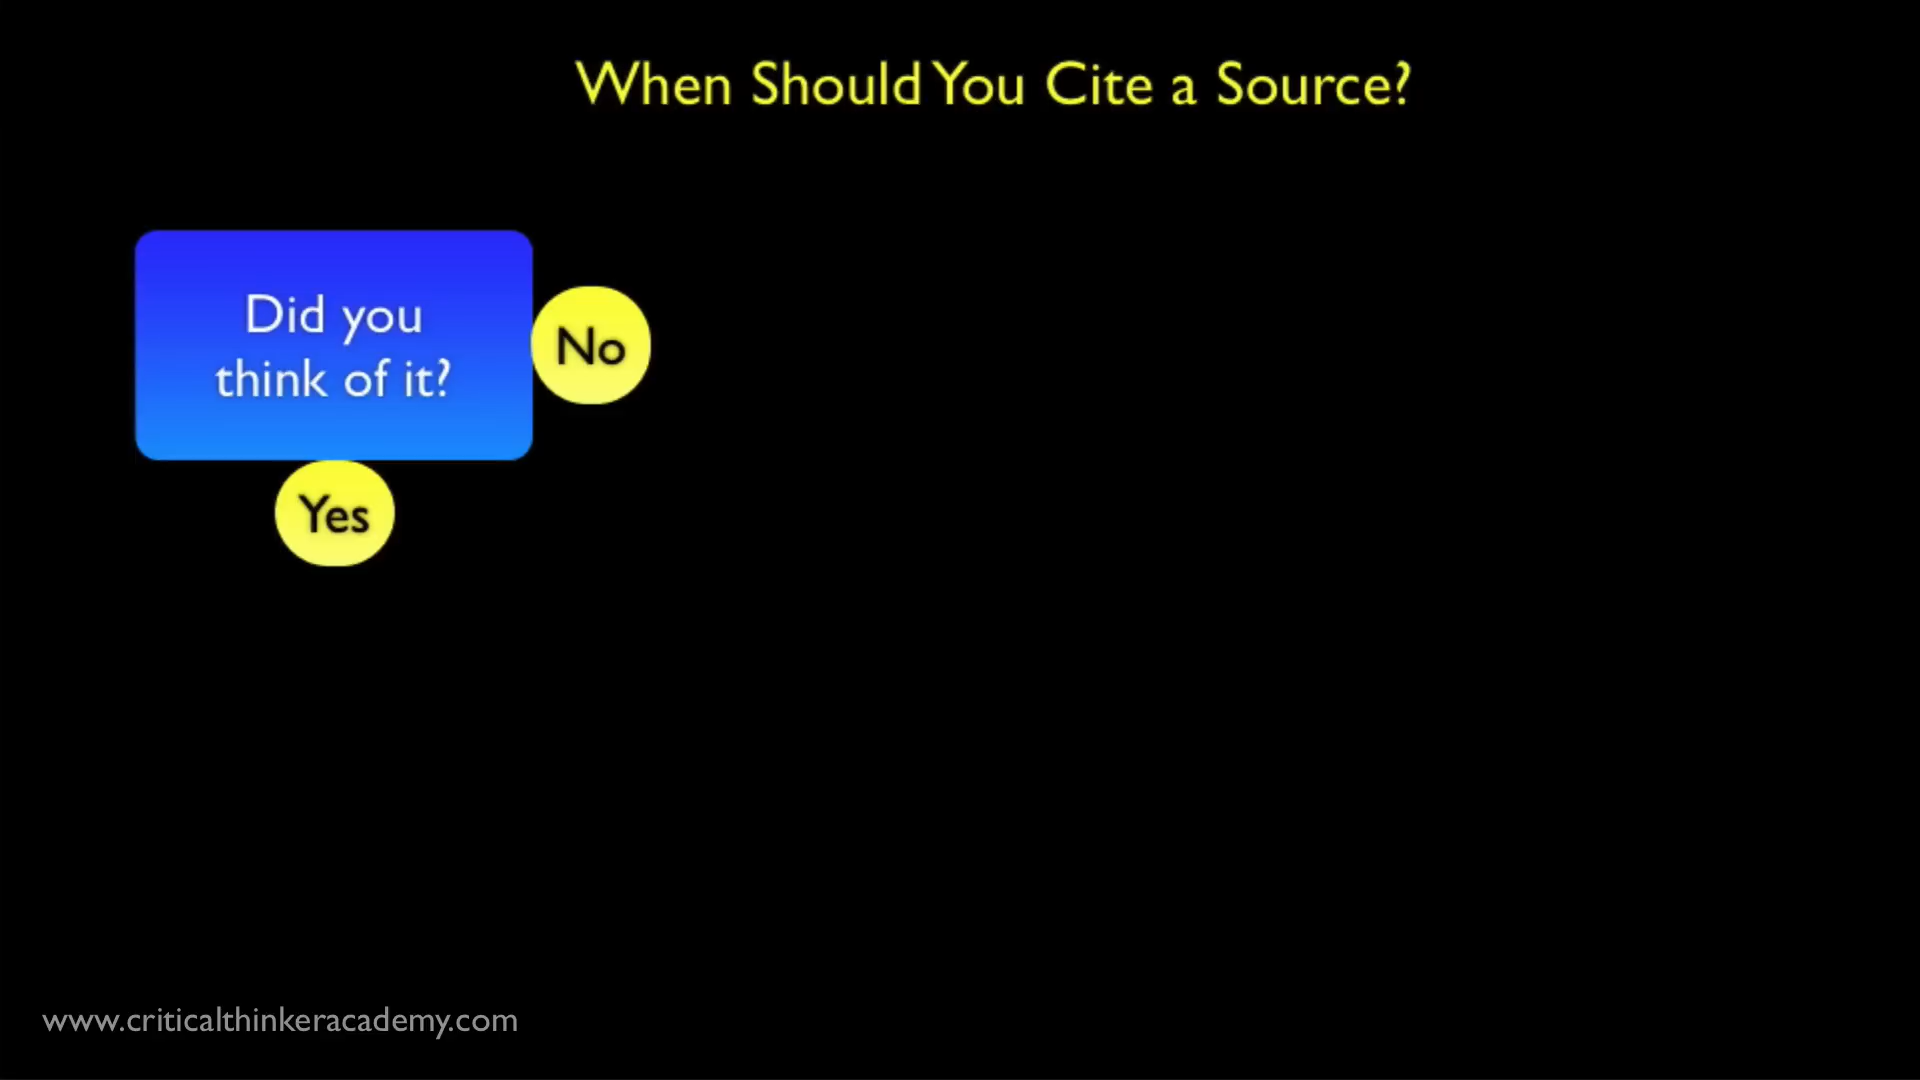 When Should You Cite a Source?
Did you
think of it?
No
Yes
www.criticalthinkeracademy.com